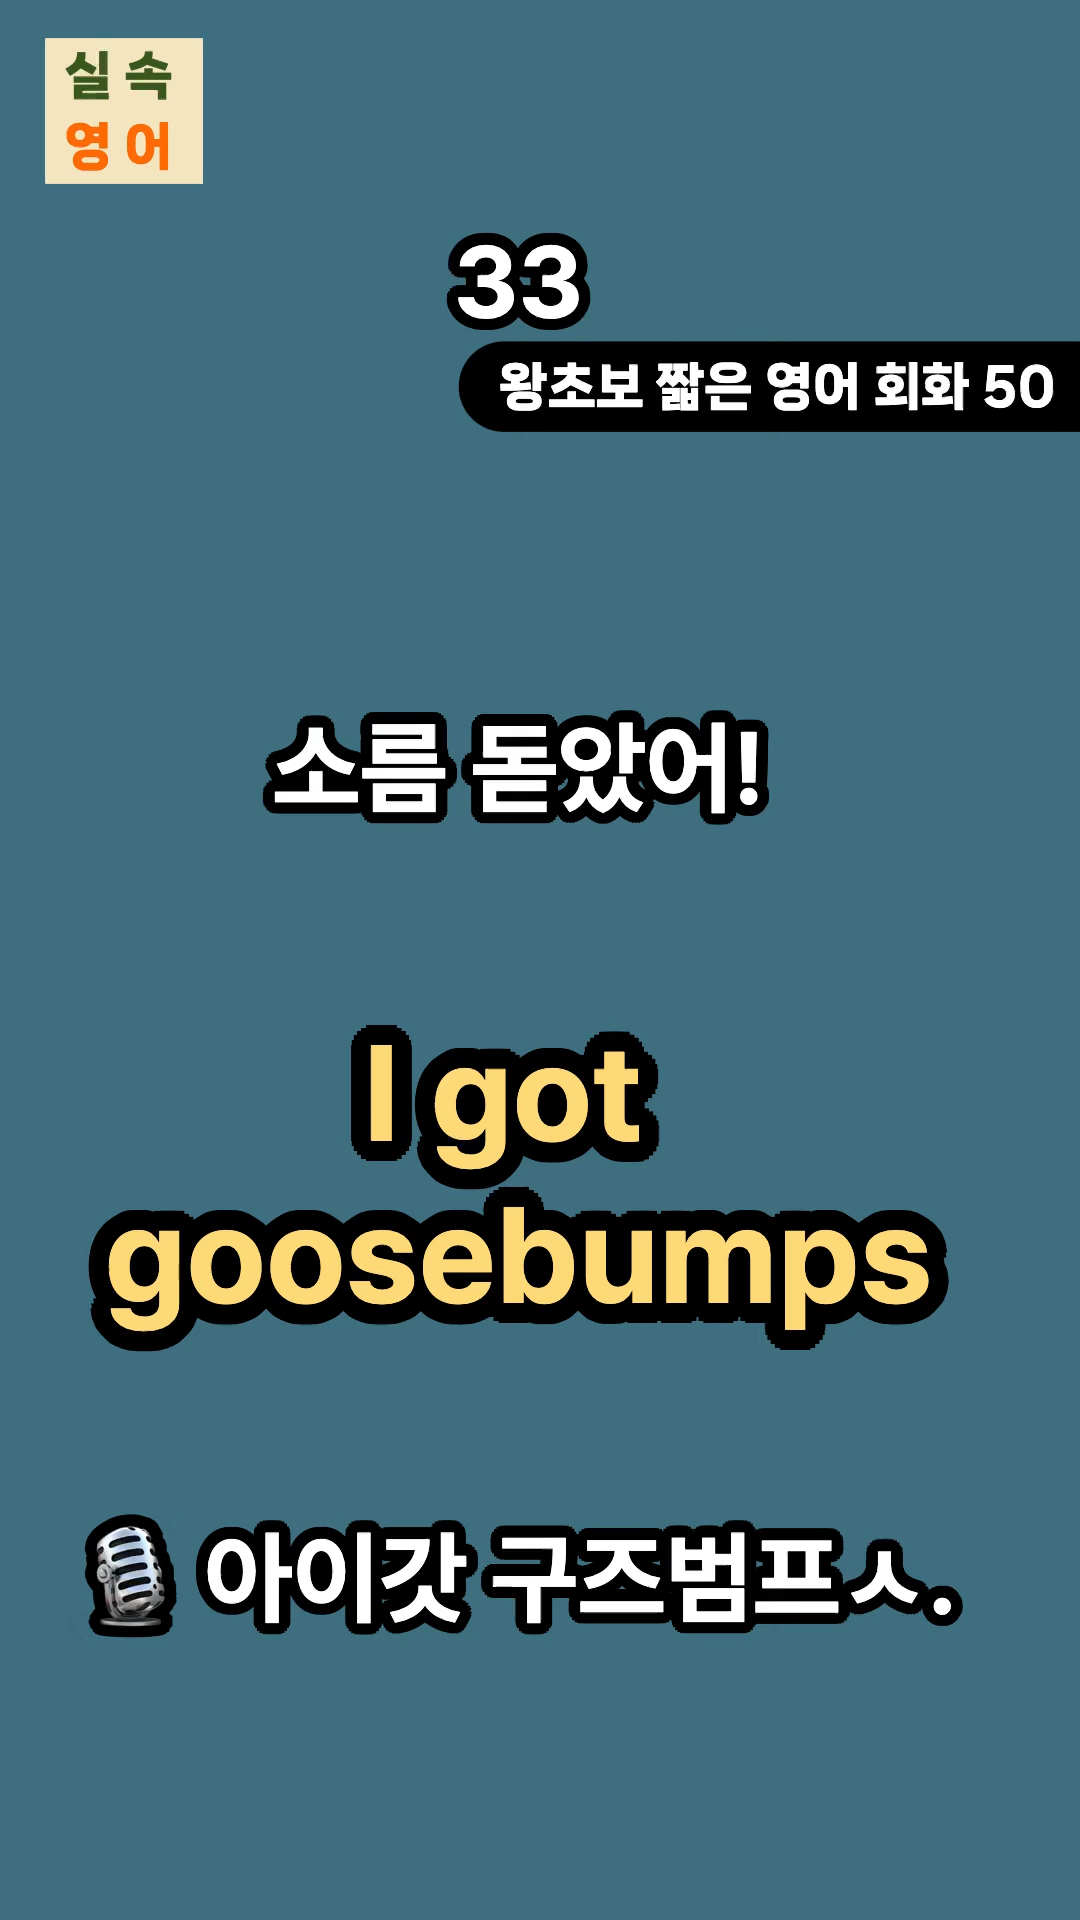 실속
영어
33
왕초보 짧은 영어 회화 50
소름 돋았어!
I got
goosebumps
아이갓 구즈범프ㅅ.